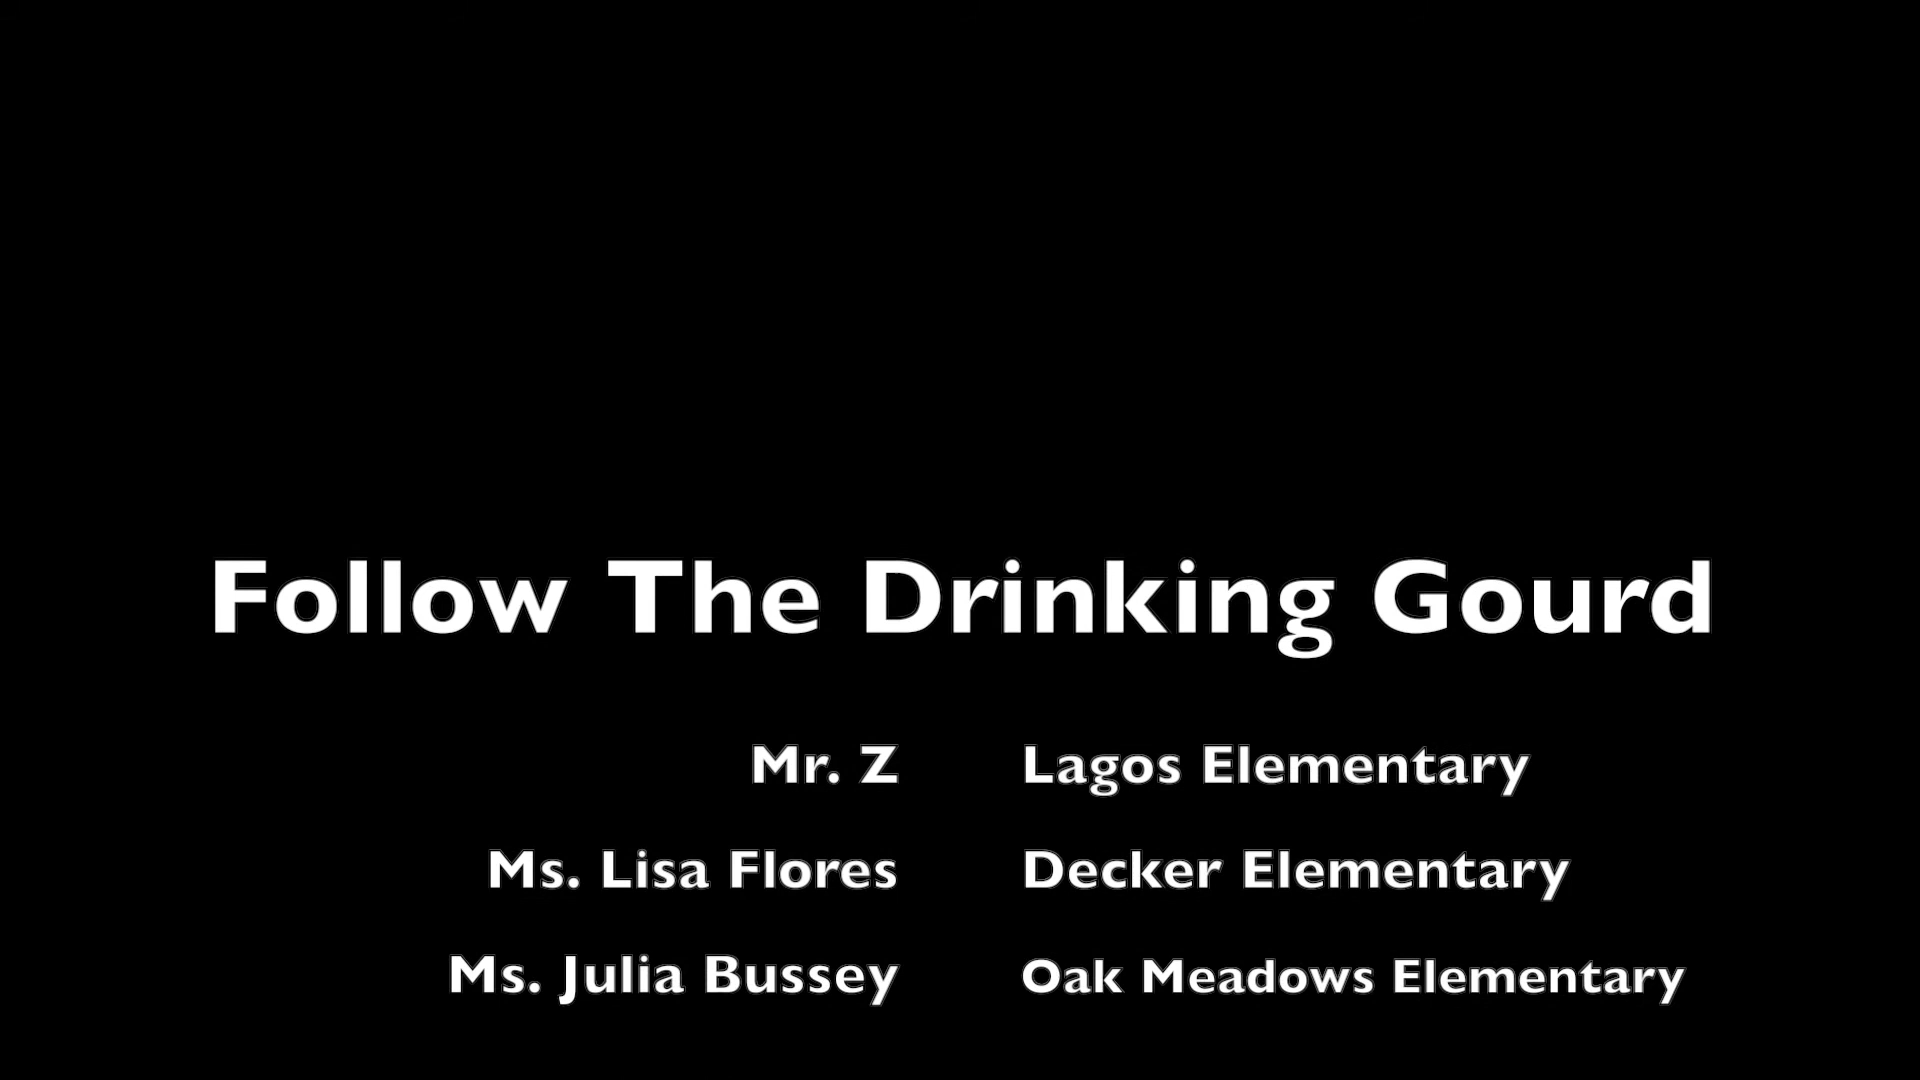 Follow The Drinking Gourd
Mr. Z Lagos Elementary
Ms. Lisa Flores Decker Elementary
Ms. Julia Bussey Oak Meadows Elementary